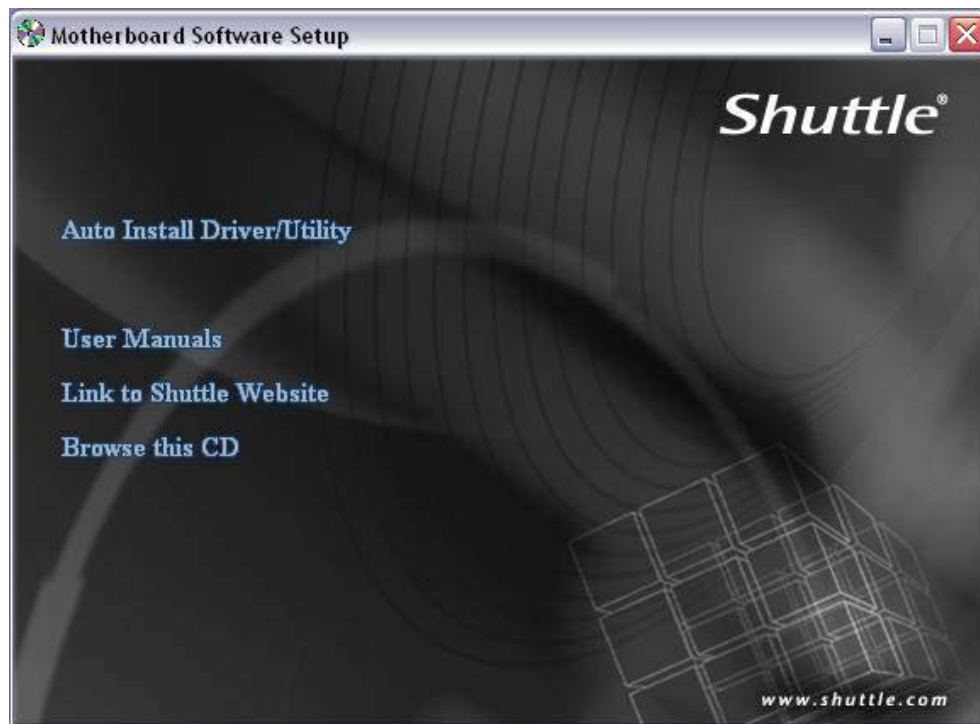 Motherboard Software Setup
Shuttle®
Auto Install Driver/Utility
User Manuals
Link to Shuttle Website
Browse this CD
www.shuttle.com